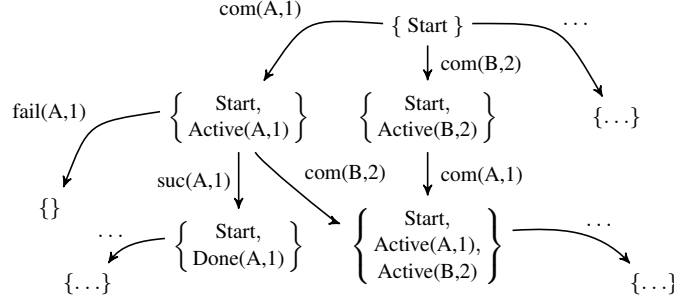 com(A,1)
{ Start }
...
com(B,2)
fail(A,1)
{ Start,
Active(A,1) }
{ Start,
Active(B,2) }
{...}
suc(A,1)
com(B,2)
com(A,1)
{}
...
{ Start,
Done(A,1) }
{ Start,
Active(A,1),
Active(B,2) }
...
{...}
{...}